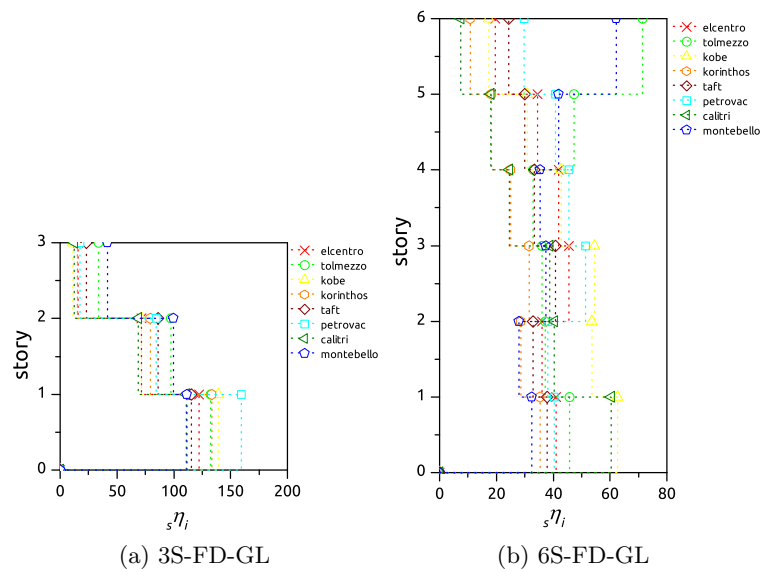 6
5
4
3
2
1
0
story
0
20
40
60
80
sηi
elcentro
tolmezzo
kobe
korinthos
taft
petrovac
calitri
montebello
3
2
1
0
story
0
50
100
150
200
sηi
elcentro
tolmezzo
kobe
korinthos
taft
petrovac
calitri
montebello
(a) 3S-FD-GL
(b) 6S-FD-GL